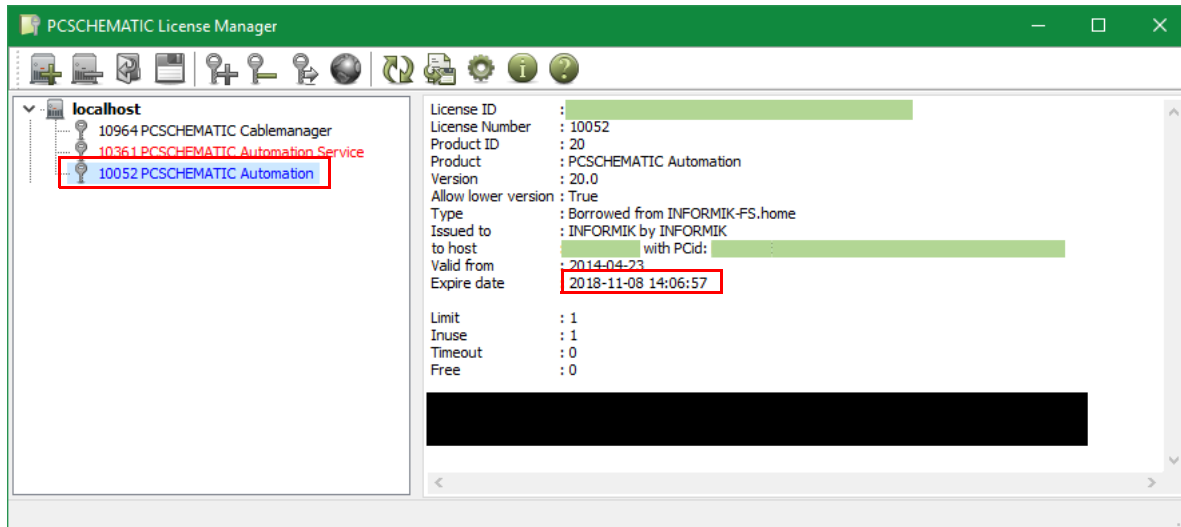 PCSCHEMATIC License Manager
localhost
10964 PCSCHEMATIC Cablemanager
10361 PCSCHEMATIC Automation Service
10052 PCSCHEMATIC Automation
License ID :
License Number : 10052
Product ID : 20
Product : PCSCHEMATIC Automation
Version : 20.0
Allow lower version : True
Type : Borrowed from INFORMIK-FS.home
Issued to : INFORMIK by INFORMIK
to host with PCid:
Valid from : 2014-04-23
Expire date 2018-11-08 14:06:57
Limit : 1
Inuse : 1
Timeout : 0
Free : 0